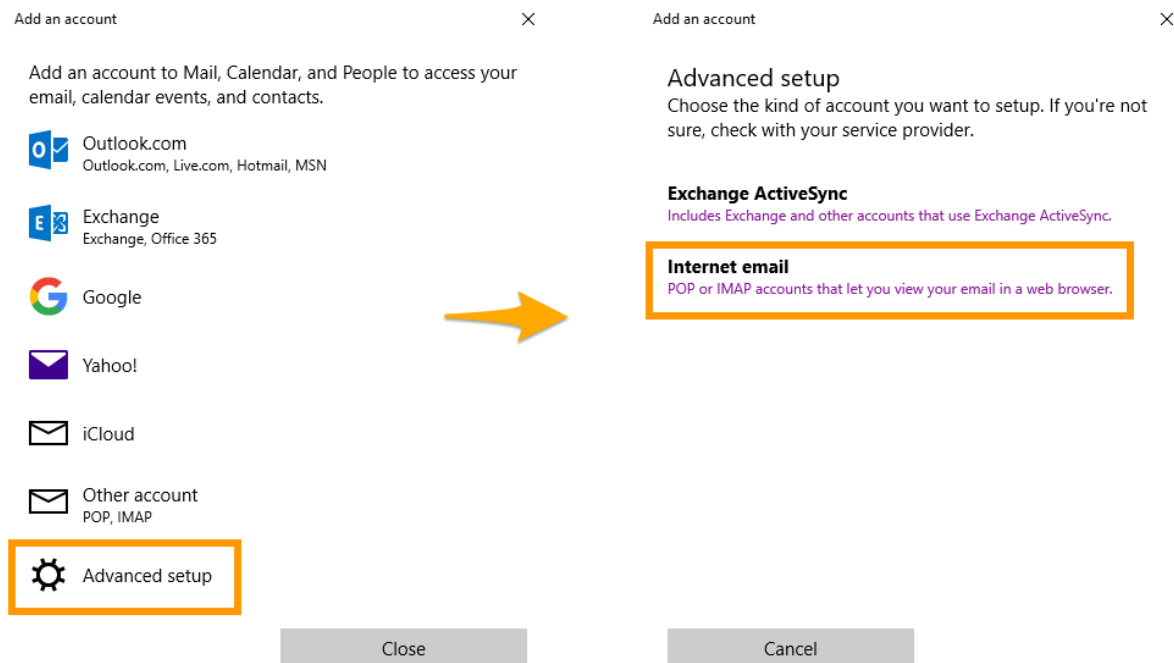 Add an account
Add an account to Mail, Calendar, and People to access your
email, calendar events, and contacts.
Outlook.com
Outlook.com, Live.com, Hotmail, MSN
Exchange
Exchange, Office 365
Google
Yahoo!
iCloud
Other account
POP, IMAP
Advanced setup
Close
Add an account
Advanced setup
Choose the kind of account you want to setup. If you're not
sure, check with your service provider.
Exchange ActiveSync
Includes Exchange and other accounts that use Exchange ActiveSync.
Internet email
POP or IMAP accounts that let you view your email in a web browser.
Cancel